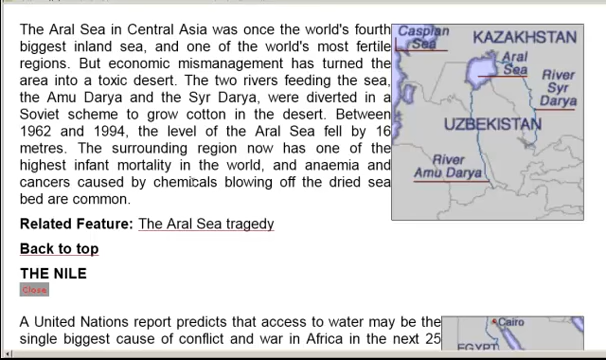 The Aral Sea in Central Asia was once the world's fourth
biggest inland sea, and one of the world's most fertile
regions. But economic mismanagement has turned the
area into a toxic desert. The two rivers feeding the sea,
the Amu Darya and the Syr Darya, were diverted in a
Soviet scheme to grow cotton in the desert. Between
1962 and 1994, the level of the Aral Sea fell by 16
metres. The surrounding region now has one of the
highest infant mortality in the world, and anaemia and
cancers caused by chemicals blowing off the dried sea
bed are common.
Caspian
Sea
KAZAKHSTAN
Aral
Sea
River
Syr
Darya
UZBEKISTAN
River
Amu Darya
Related Feature: The Aral Sea tragedy
Back to top
THE NILE
Close
A United Nations report predicts that access to water may be the
single biggest cause of conflict and war in Africa in the next 25
Cairo
EGYPT